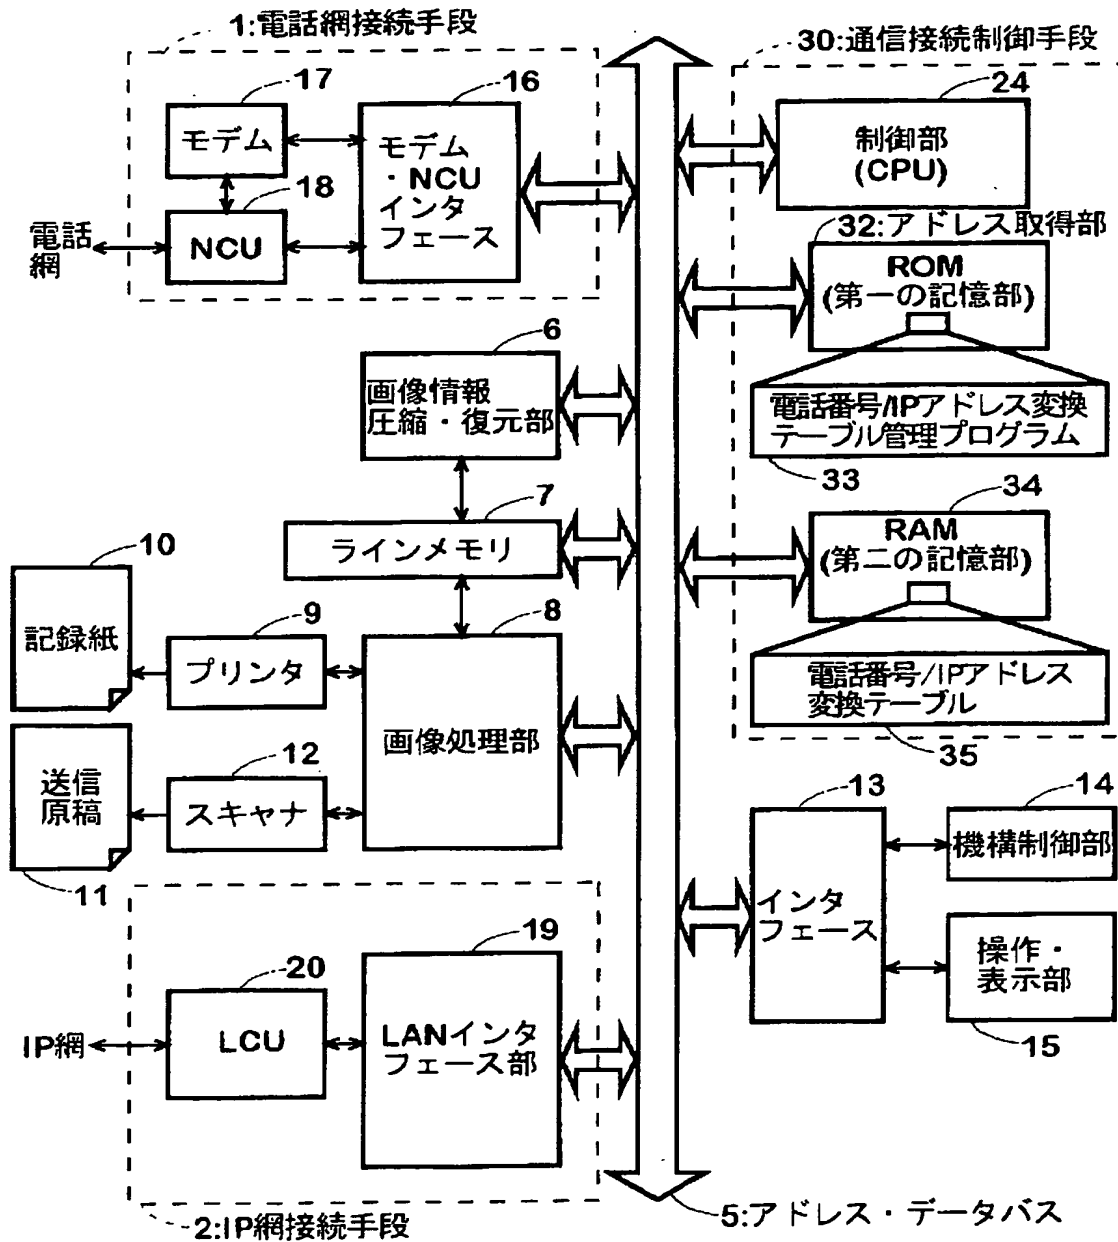 1:電話網接続手段
17
16
モデム
モデム
・NCU
インタ
フェース
18
NCU
電話
網
6
画像情報
圧縮・復元部
7
ラインメモリ
10
記録紙
9
プリンタ
8
画像処理部
送信
原稿
11
12
スキャナ
19
LANインタ
フェース部
20
LCU
IP網
2:IP網接続手段
30:通信接続制御手段
24
制御部
(CPU)
32:アドレス取得部
ROM
(第一の記憶部)
電話番号/IPアドレス変換
テーブル管理プログラム
33
34
RAM
(第二の記憶部)
電話番号/IPアドレス
変換テーブル
35
13
インタ
フェース
14
機構制御部
操作・
表示部
15
5:アドレス・データバス